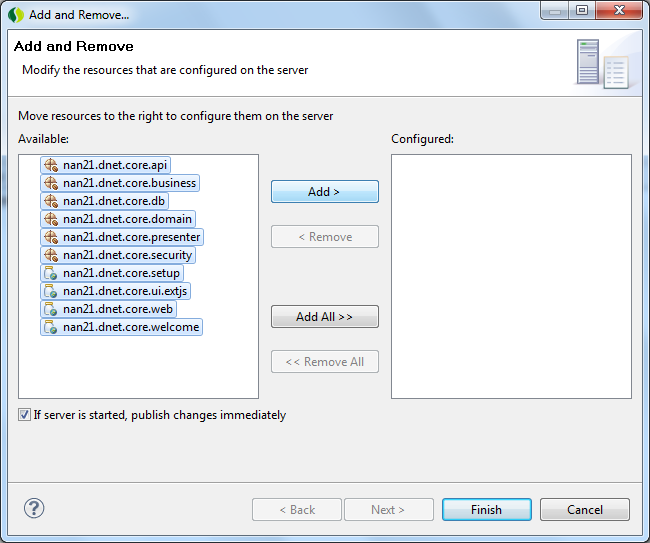 Add and Remove...
Add and Remove
Modify the resources that are configured on the server
Move resources to the right to configure them on the server
Available:
Configured:
nan21.dnet.core.api
nan21.dnet.core.business
nan21.dnet.core.db
nan21.dnet.core.domain
nan21.dnet.core.presenter
nan21.dnet.core.security
nan21.dnet.core.setup
nan21.dnet.core.ui.extjs
nan21.dnet.core.web
nan21.dnet.core.welcome
Add >
< Remove
Add All >>
<< Remove All
If server is started, publish changes immediately
?
< Back
Next >
Finish
Cancel